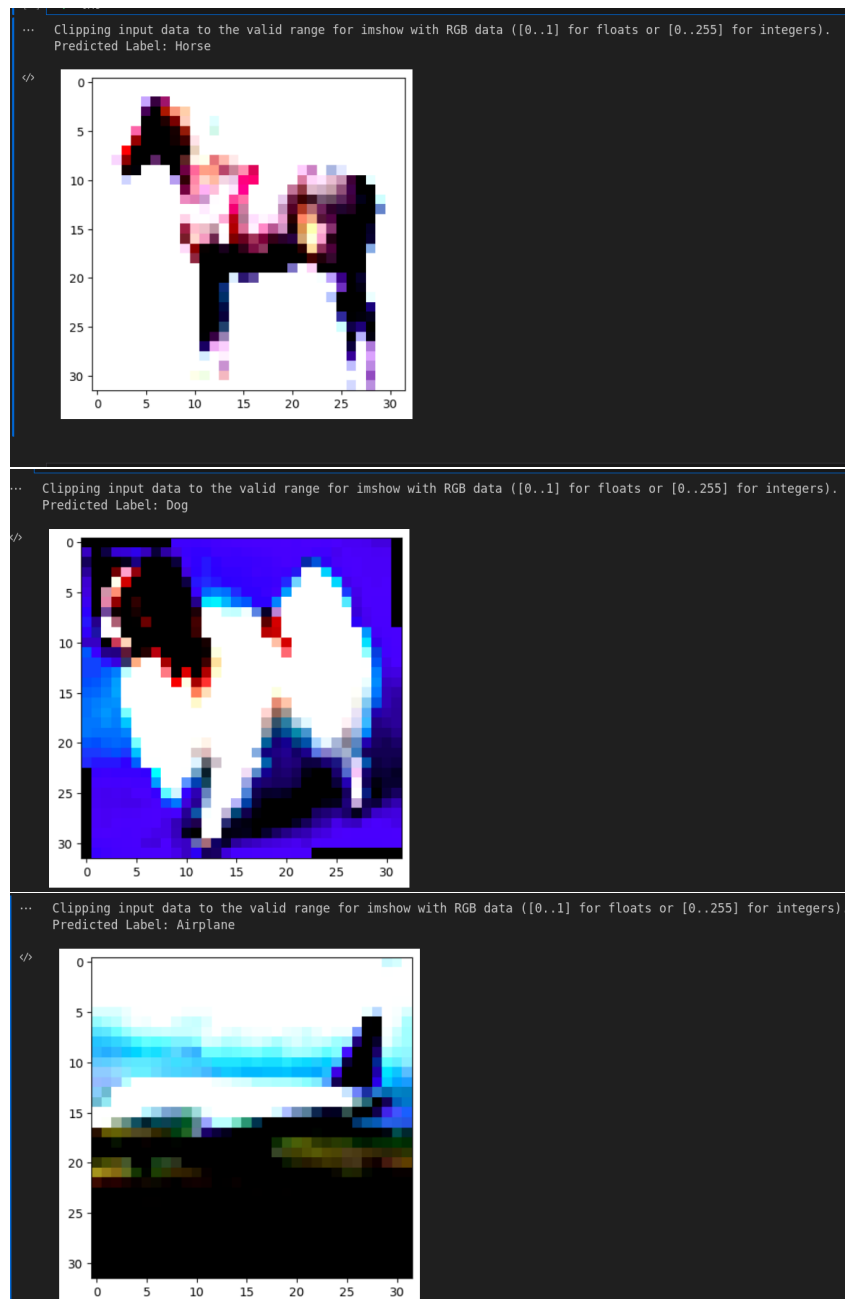 ... Clipping input data to the valid range for imshow with RGB data ([0..1] for floats or [0..255] for integers).
Predicted Label: Horse
</>
0
5
10
15
20
25
30
0 5 10 15 20 25 30
... Clipping input data to the valid range for imshow with RGB data ([0..1] for floats or [0..255] for integers).
Predicted Label: Dog
</>
0
5
10
15
20
25
30
0 5 10 15 20 25 30
... Clipping input data to the valid range for imshow with RGB data ([0..1] for floats or [0..255] for integers)
Predicted Label: Airplane
</>
0
5
10
15
20
25
30
0 5 10 15 20 25 30